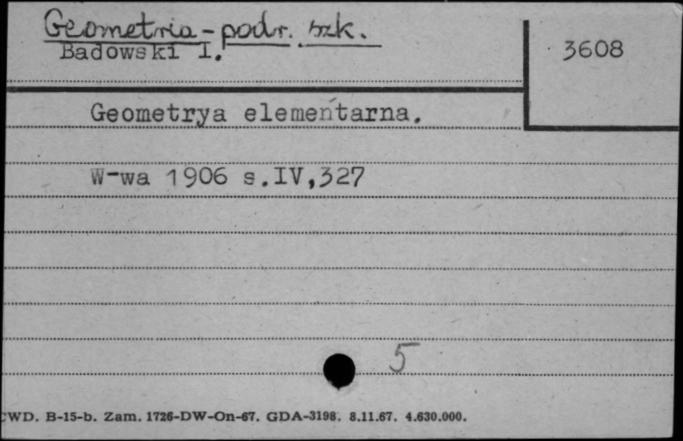 Geometria - podr. szk.
Badowski I.
3608
Geometrya elementarna.
W-wa 1906 s.IV,327
5
CWD. B-15-b. Zam. 1726-DW-On-67. GDA-3198. 8.11.67. 4.630.000.